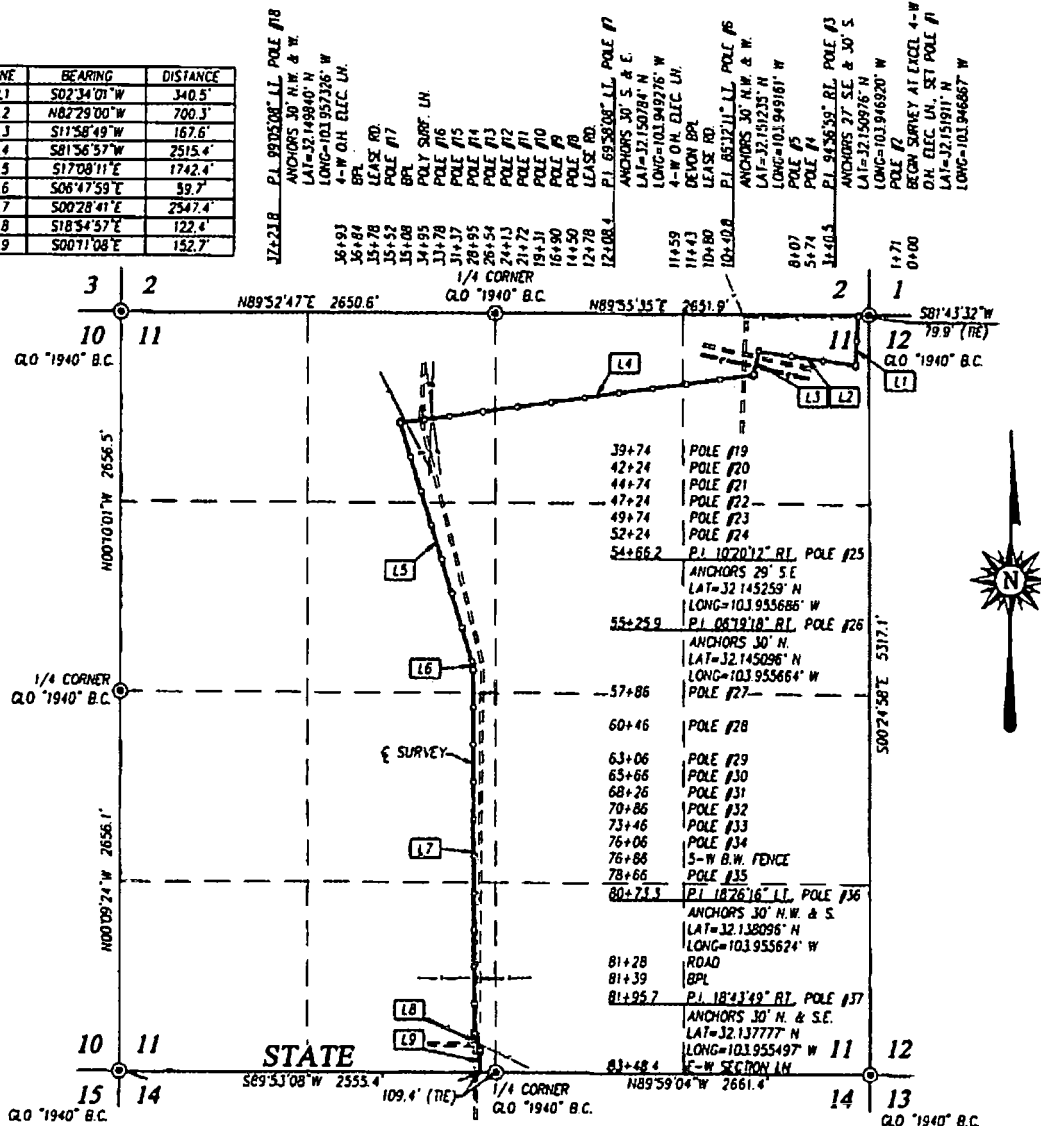 NE BEARING DISTANCE
L1 S02°34'01"W 340.5'
2 N82°29'00"W 700.3'
3 S11°58'49"W 167.6'
4 S81°56'57"W 2515.4'
5 S17°08'11"E 1742.4'
6 S06°47'59"E 59.7'
7 S00°28'41"E 2547.4'
8 S18°54'57"E 122.4'
9 S00°11'08"E 152.7'
37+23.8 P.I. 99°05'08" LT. POLE #18
ANCHORS 30' N.W. & W.
LAT=32.149840° N
LONG=103.957326° W
36+93 4-W O.H. ELEC. LN.
36+84 BPL
35+78 LEASE RD.
35+52 POLE #17
35+08 BPL
34+95 POLY SURF. LN.
33+78 POLE #16
31+37 POLE #15
28+95 POLE #14
26+54 POLE #13
24+13 POLE #12
21+72 POLE #11
19+31 POLE #10
16+90 POLE #9
14+50 POLE #8
12+78 LEASE RD.
12+08.4 P.I. 69°58'08" LT. POLE #7
ANCHORS 30' S. & E.
LAT=32.150784° N
LONG=103.949276° W
11+59 4-W O.H. ELEC. LN.
11+43 DEVON BPL
10+80 LEASE RD.
10+40.8 P.I. 85°32'11" LT. POLE #6
ANCHORS 30' N.W. & W.
LAT=32.151235° N
LONG=103.949161° W
8+07 POLE #5
5+74 POLE #4
3+40.5 P.I. 94°56'59" RT. POLE #3
ANCHORS 27' S.E. & 30' S.
LAT=32.150976° N
LONG=103.946920° W
1+71 POLE #2
0+00 BEGIN SURVEY AT EXCEL 4-W
O.H. ELEC. LN., SET POLE #1
LAT=32.151911° N
LONG=103.946867° W
3 2
N89°52'47"E 2650.6'
1/4 CORNER
GLO "1940" B.C.
N89°55'35"E 2651.9'
2 1
S81°43'32"W
79.9' (TIE)
10 11
GLO "1940" B.C.
11 12
GLO "1940" B.C.
L4
L3
L2
L1
N00°10'01"W 2656.5'
39+74 POLE #19
42+24 POLE #20
44+74 POLE #21
47+24 POLE #22
49+74 POLE #23
52+24 POLE #24
54+66.2 P.I. 10°20'12" RT. POLE #25
ANCHORS 29' S.E
LAT=32.145259° N
LONG=103.955686° W
55+25.9 P.I. 06°19'18" RT. POLE #26
ANCHORS 30' N.
LAT=32.145096° N
LONG=103.955664° W
57+86 POLE #27
60+46 POLE #28
63+06 POLE #29
65+66 POLE #30
68+26 POLE #31
70+86 POLE #32
73+46 POLE #33
76+06 POLE #34
76+88 5-W B.W. FENCE
78+66 POLE #35
80+73.3 P.I. 18°26'16" LT. POLE #36
ANCHORS 30' N.W. & S.
LAT=32.138096° N
LONG=103.955624° W
81+28 ROAD
81+39 BPL
81+95.7 P.I. 18°43'49" RT. POLE #37
ANCHORS 30' N. & S.E.
LAT=32.137777° N
LONG=103.955497° W
83+48.4 E-W SECTION LN
S00°24'58"E 5317.1'
N
L5
L6
1/4 CORNER
GLO "1940" B.C.
℄ SURVEY
L7
N00°09'24"W 2656.1'
L8
L9
10 11
STATE
11 12
S89°53'08"W 2555.4'
109.4' (TIE)
1/4 CORNER
GLO "1940" B.C.
N89°59'04"W 2661.4'
15 14
GLO "1940" B.C.
14 13
GLO "1940" B.C.